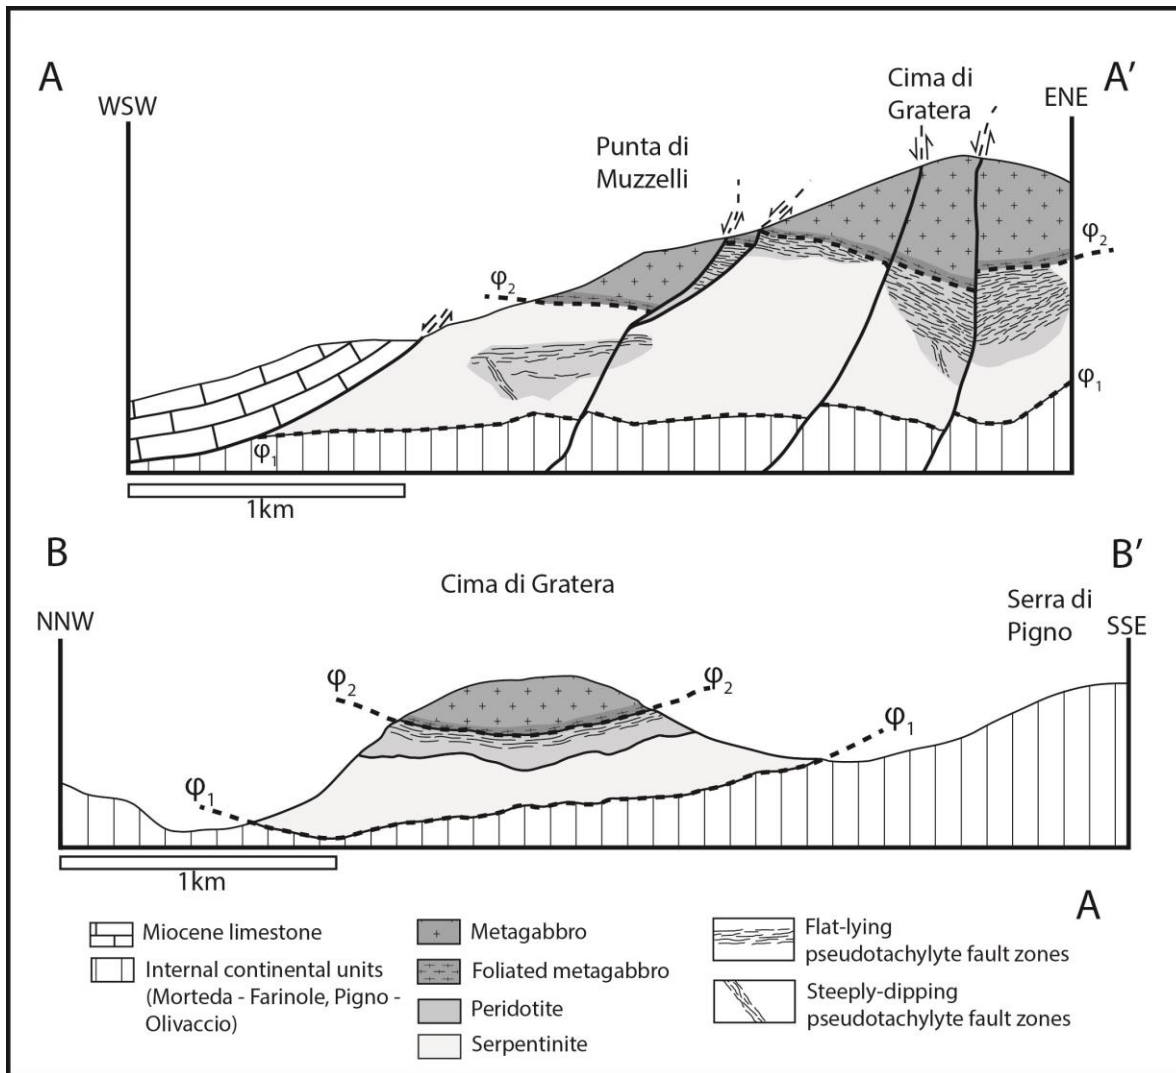 A
WSW
Punta di
Muzzelli
Cima di
Gratera
A′
ENE
φ2
φ2
φ1
φ1
1km
B
NNW
Cima di Gratera
Serra di
Pigno
B′
SSE
φ2
φ2
φ1
φ1
1km
A
Miocene limestone
Internal continental units
(Morteda - Farinole, Pigno -
Olivaccio)
Metagabbro
Foliated metagabbro
Peridotite
Serpentinite
Flat-lying
pseudotachylyte fault zones
Steeply-dipping
pseudotachylyte fault zones